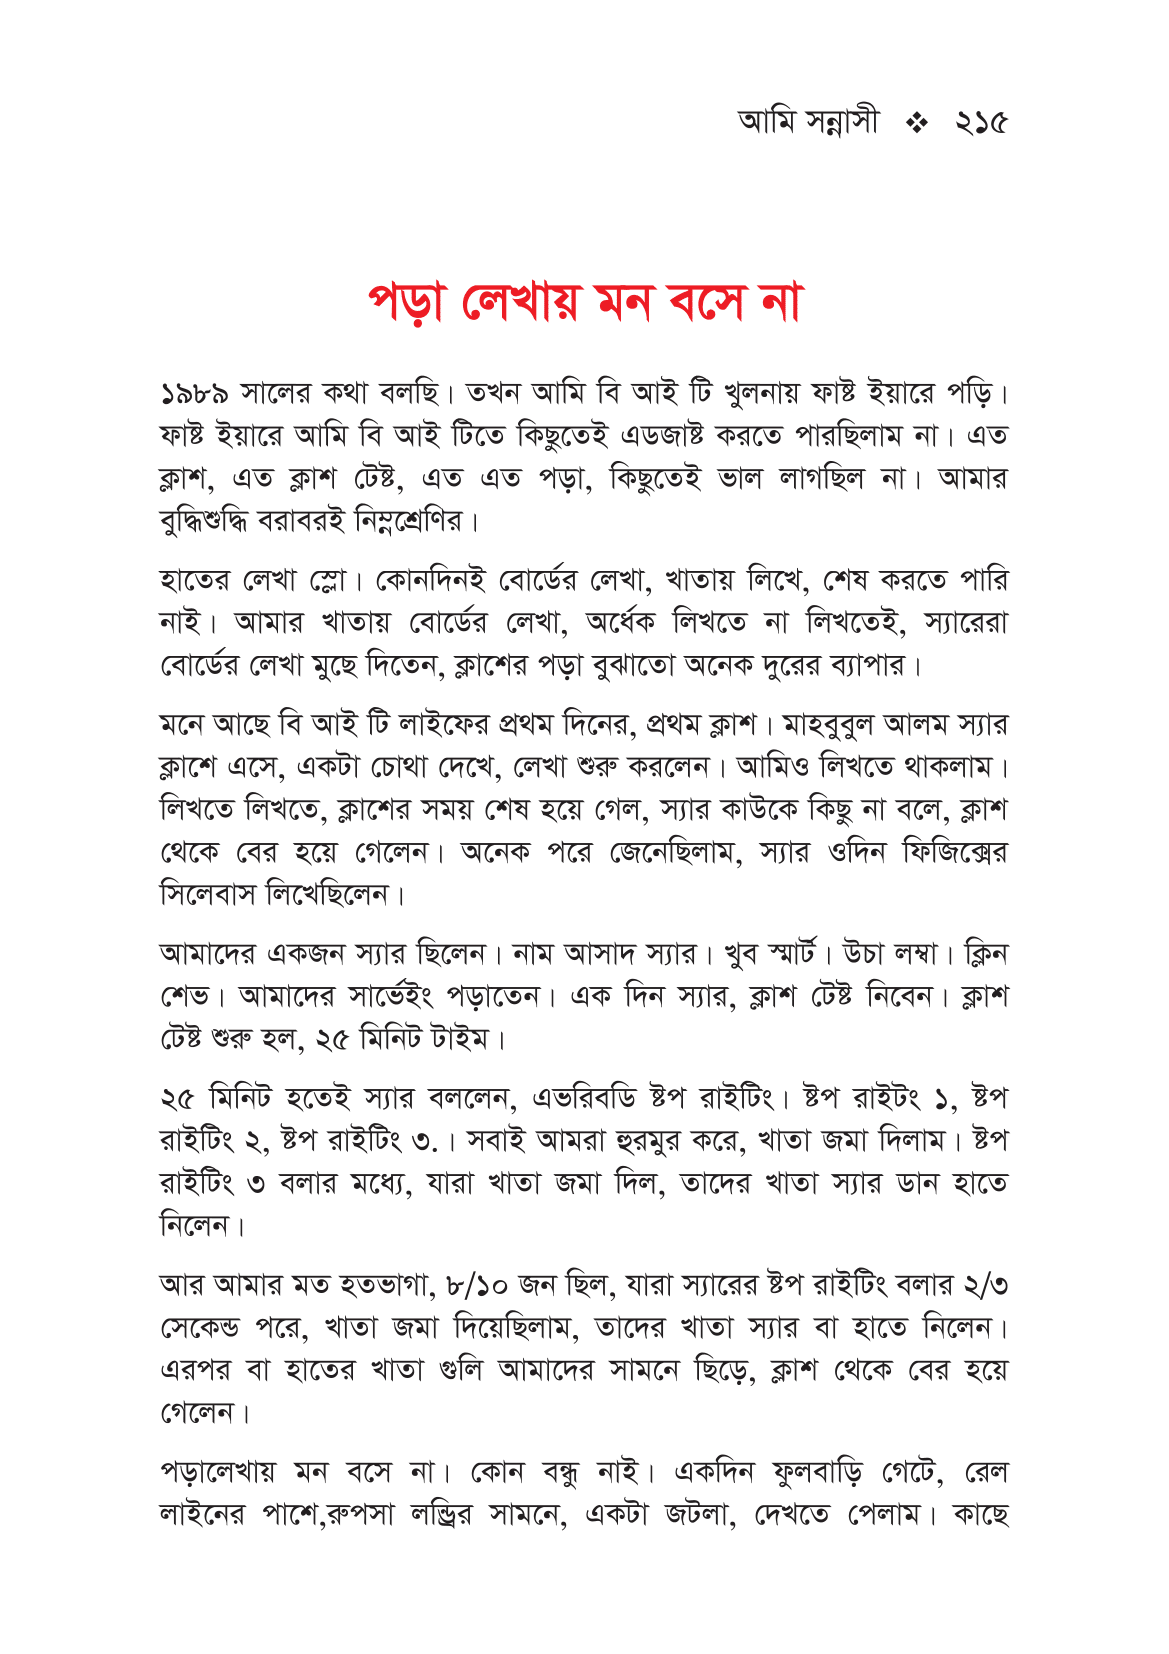 আমি সন্নাসী ❖ ২১৫
পড়া লেখায় মন বসে না
১৯৮৯ সালের কথা বলছি। তখন আমি বি আই টি খুলনায় ফাষ্ট ইয়ারে পড়ি।
ফাষ্ট ইয়ারে আমি বি আই টিতে কিছুতেই এডজাষ্ট করতে পারছিলাম না। এত
ক্লাশ, এত ক্লাশ টেষ্ট, এত এত পড়া, কিছুতেই ভাল লাগছিল না। আমার
বুদ্ধিশুদ্ধি বরাবরই নিম্নশ্রেণির।
হাতের লেখা স্লো। কোনদিনই বোর্ডের লেখা, খাতায় লিখে, শেষ করতে পারি
নাই। আমার খাতায় বোর্ডের লেখা, অর্ধেক লিখতে না লিখতেই, স্যারেরা
বোর্ডের লেখা মুছে দিতেন, ক্লাশের পড়া বুঝাতো অনেক দুরের ব্যাপার।
মনে আছে বি আই টি লাইফের প্রথম দিনের, প্রথম ক্লাশ। মাহবুবুল আলম স্যার
ক্লাশে এসে, একটা চোথা দেখে, লেখা শুরু করলেন। আমিও লিখতে থাকলাম।
লিখতে লিখতে, ক্লাশের সময় শেষ হয়ে গেল, স্যার কাউকে কিছু না বলে, ক্লাশ
থেকে বের হয়ে গেলেন। অনেক পরে জেনেছিলাম, স্যার ওদিন ফিজিক্সের
সিলেবাস লিখেছিলেন।
আমাদের একজন স্যার ছিলেন। নাম আসাদ স্যার। খুব স্মার্ট। উচা লম্বা। ক্লিন
শেভ। আমাদের সার্ভেইং পড়াতেন। এক দিন স্যার, ক্লাশ টেষ্ট নিবেন। ক্লাশ
টেষ্ট শুরু হল, ২৫ মিনিট টাইম।
২৫ মিনিট হতেই স্যার বললেন, এভরিবডি ষ্টপ রাইটিং। ষ্টপ রাইটং ১, ষ্টপ
রাইটিং ২, ষ্টপ রাইটিং ৩.। সবাই আমরা হুরমুর করে, খাতা জমা দিলাম। ষ্টপ
রাইটিং ৩ বলার মধ্যে, যারা খাতা জমা দিল, তাদের খাতা স্যার ডান হাতে
নিলেন।
আর আমার মত হতভাগা, ৮/১০ জন ছিল, যারা স্যারের ষ্টপ রাইটিং বলার ২/৩
সেকেন্ড পরে, খাতা জমা দিয়েছিলাম, তাদের খাতা স্যার বা হাতে নিলেন।
এরপর বা হাতের খাতা গুলি আমাদের সামনে ছিড়ে, ক্লাশ থেকে বের হয়ে
গেলেন।
পড়ালেখায় মন বসে না। কোন বন্ধু নাই। একদিন ফুলবাড়ি গেটে, রেল
লাইনের পাশে,রুপসা লন্ড্রির সামনে, একটা জটলা, দেখতে পেলাম। কাছে